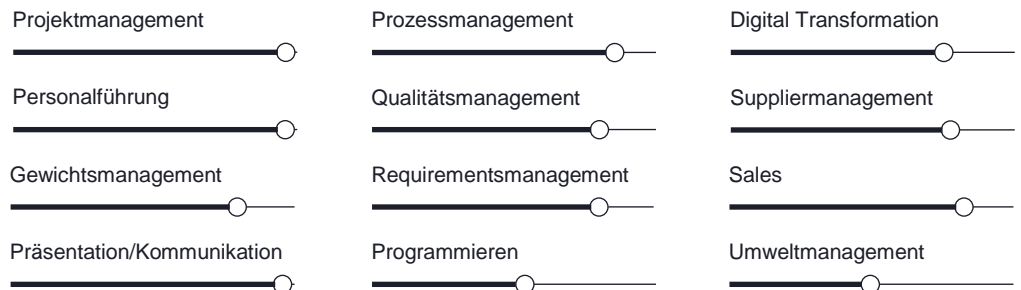 Projektmanagement
Prozessmanagement
Digital Transformation
Personalführung
Qualitätsmanagement
Suppliermanagement
Gewichtsmanagement
Requirementsmanagement
Sales
Präsentation/Kommunikation
Programmieren
Umweltmanagement